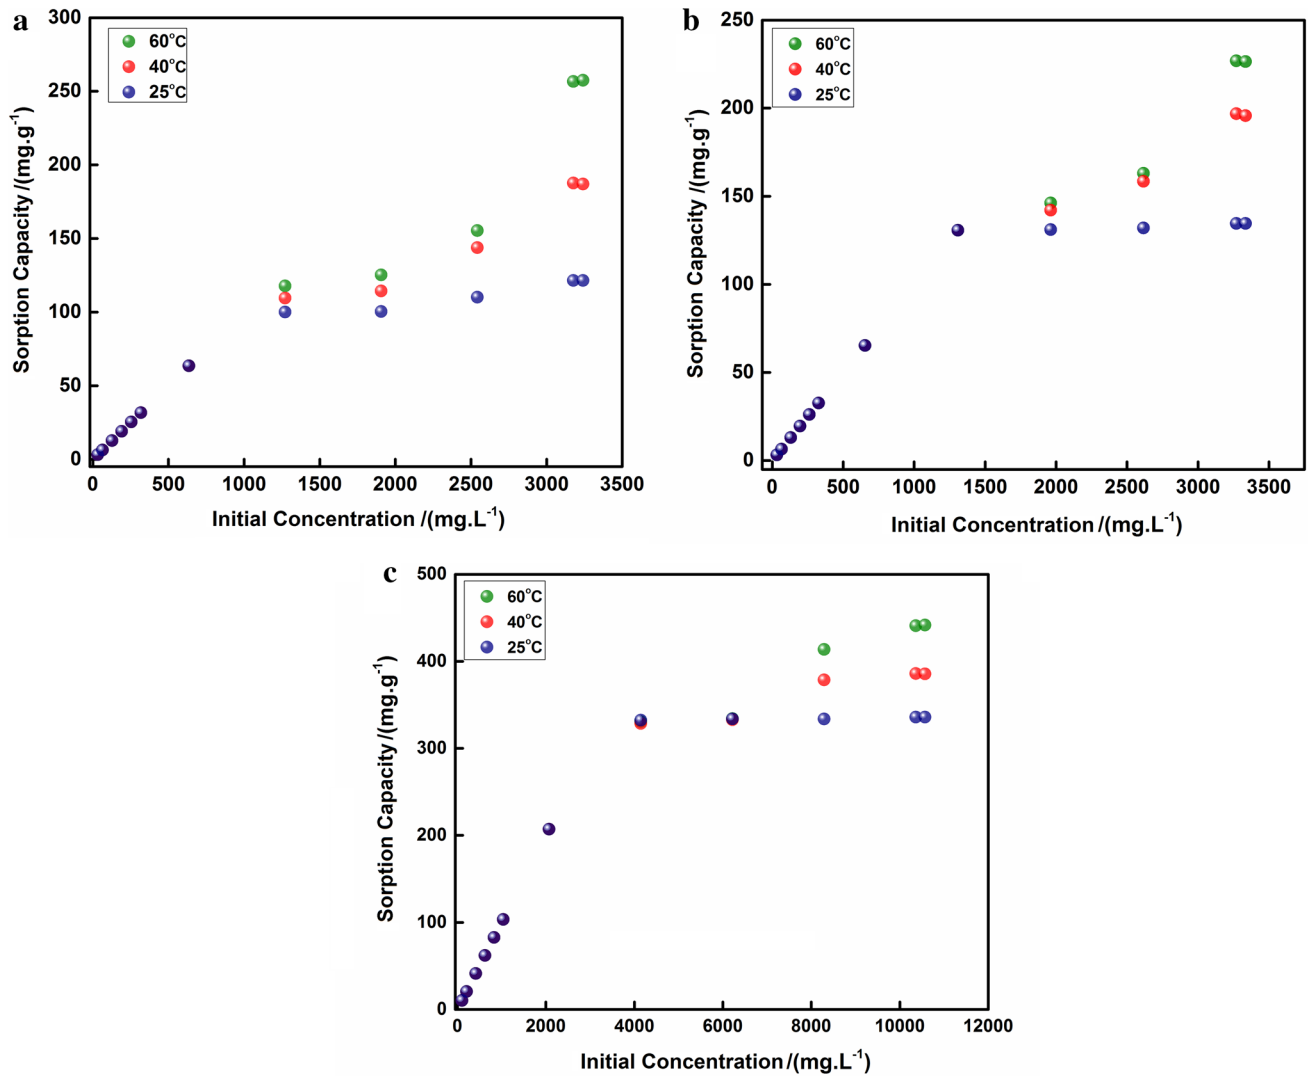 a
60°C
40°C
25°C
Sorption Capacity /(mg.g⁻¹)
300
250
200
150
100
50
0
0 500 1000 1500 2000 2500 3000 3500
Initial Concentration /(mg.L⁻¹)
b
60°C
40°C
25°C
Sorption Capacity /(mg.g⁻¹)
250
200
150
100
50
0
0 500 1000 1500 2000 2500 3000 3500
Initial Concentration /(mg.L⁻¹)
c
60°C
40°C
25°C
Sorption Capacity /(mg.g⁻¹)
500
400
300
200
100
0
0 2000 4000 6000 8000 10000 12000
Initial Concentration /(mg.L⁻¹)